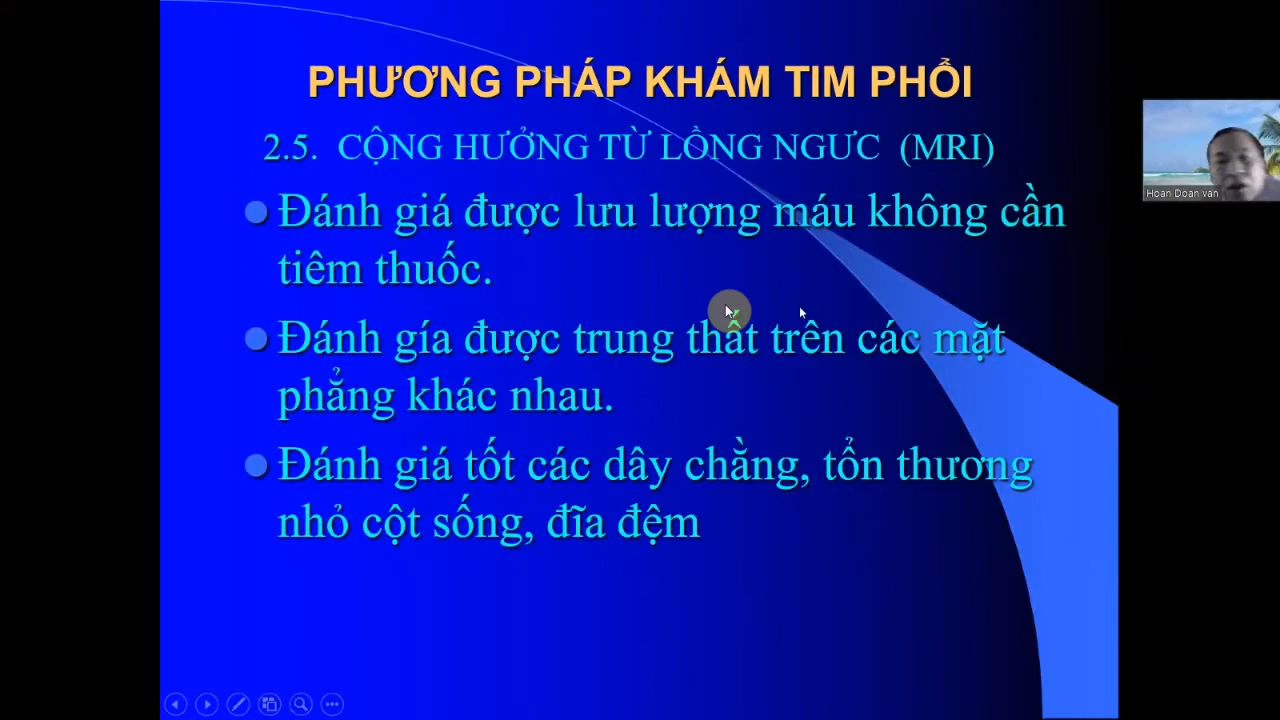 PHƯƠNG PHÁP KHÁM TIM PHỔI
2.5. CỘNG HƯỞNG TỪ LỒNG NGƯC (MRI)
Đánh giá được lưu lượng máu không cần
tiêm thuốc.
Đánh gía được trung thất trên các mặt
phẳng khác nhau.
Đánh giá tốt các dây chằng, tổn thương
nhỏ cột sống, đĩa đệm
Hoan Doan van